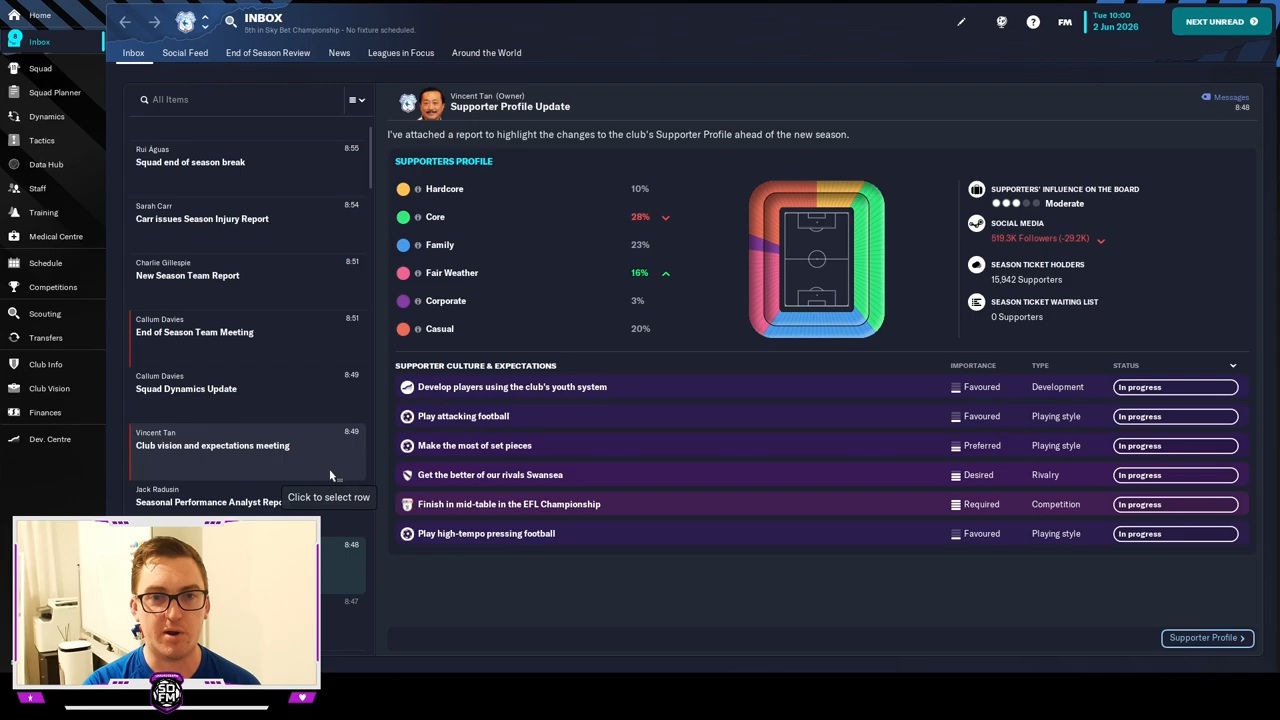 Home
8
Inbox
Squad
Squad Planner
Dynamics
Tactics
Data Hub
Staff
Training
Medical Centre
Schedule
Competitions
Scouting
Transfers
Club Info
Club Vision
Finances
Dev. Centre
INBOX
5th in Sky Bet Championship - No fixture scheduled.
FM
Tue 10:00
2 Jun 2026
NEXT UNREAD
Inbox
Social Feed
End of Season Review
News
Leagues in Focus
Around the World
All Items
Rui Águas 8:55
Squad end of season break
Sarah Carr 8:54
Carr issues Season Injury Report
Charlie Gillespie 8:51
New Season Team Report
Callum Davies 8:51
End of Season Team Meeting
Callum Davies 8:49
Squad Dynamics Update
Vincent Tan 8:49
Club vision and expectations meeting
Click to select row
Jack Radusin
Seasonal Performance Analyst Repo
8:48
8:47
Vincent Tan (Owner)
Supporter Profile Update
Messages
8:48
I've attached a report to highlight the changes to the club's Supporter Profile ahead of the new season.
SUPPORTERS PROFILE
Hardcore 10%
Core 28%
Family 23%
Fair Weather 16%
Corporate 3%
Casual 20%
SUPPORTERS' INFLUENCE ON THE BOARD
Moderate
SOCIAL MEDIA
519.3K Followers (-29.2K)
SEASON TICKET HOLDERS
15,942 Supporters
SEASON TICKET WAITING LIST
0 Supporters
SUPPORTER CULTURE & EXPECTATIONS IMPORTANCE TYPE STATUS
Develop players using the club's youth system Favoured Development In progress
Play attacking football Favoured Playing style In progress
Make the most of set pieces Preferred Playing style In progress
Get the better of our rivals Swansea Desired Rivalry In progress
Finish in mid-table in the EFL Championship Required Competition In progress
Play high-tempo pressing football Favoured Playing style In progress
Supporter Profile
SDFM